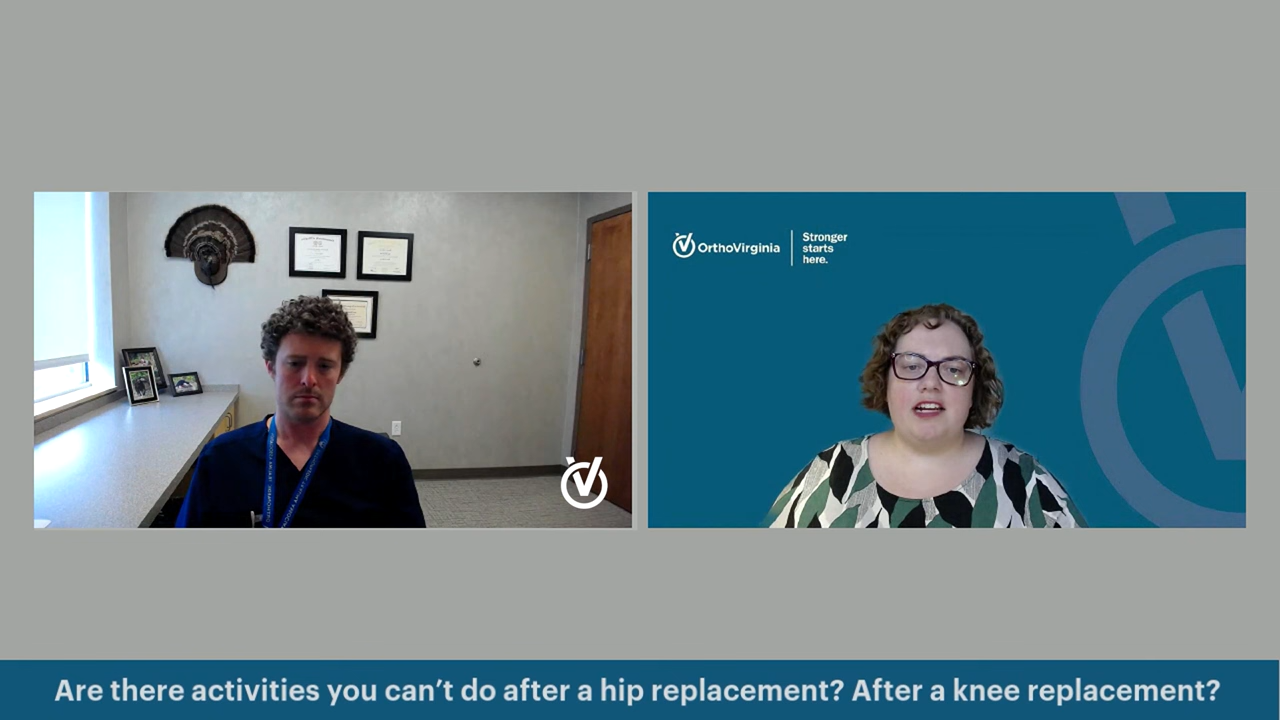 OrthoVirginia
Stronger
starts
here.
Are there activities you can't do after a hip replacement? After a knee replacement?